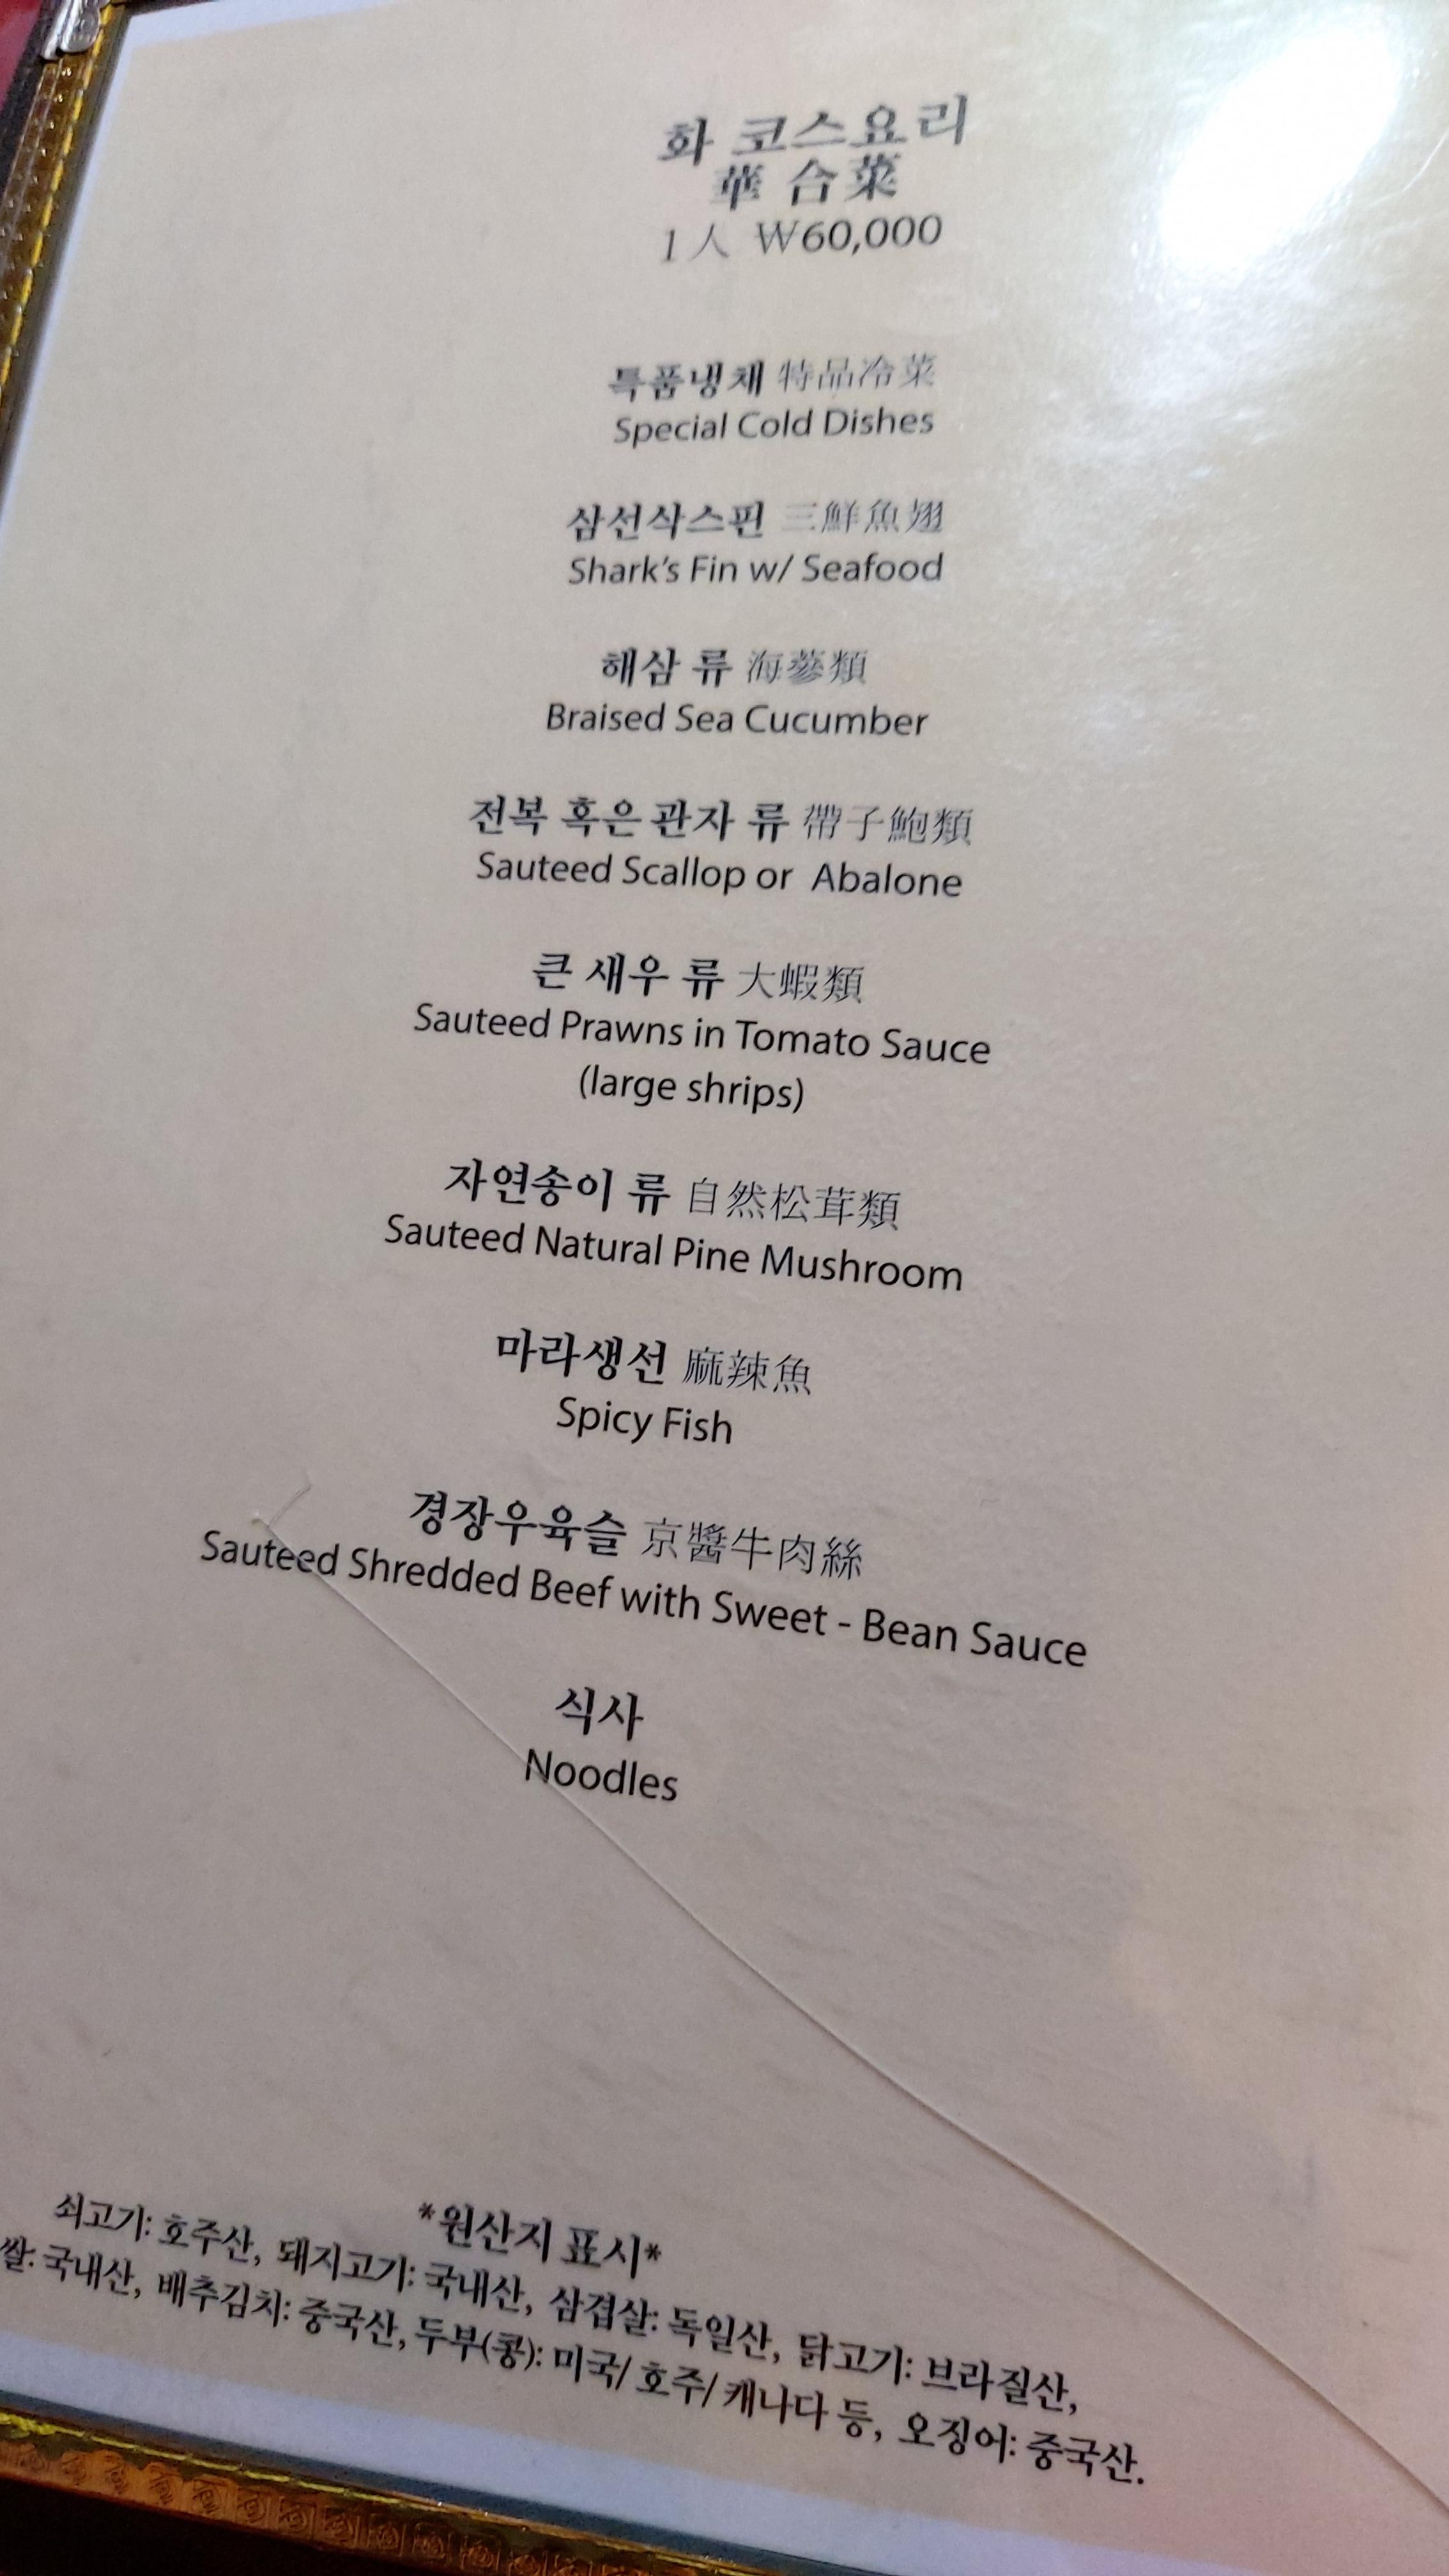 화 코스요리
華 合 菜
1人 ₩60,000
특품냉채 特品冷菜
Special Cold Dishes
삼선삭스핀 三鮮魚翅
Shark's Fin w/ Seafood
해삼 류 海蔘類
Braised Sea Cucumber
전복 혹은 관자 류 帶子鮑類
Sauteed Scallop or Abalone
큰 새우 류 大蝦類
Sauteed Prawns in Tomato Sauce
(large shrips)
자연송이 류 自然松茸類
Sauteed Natural Pine Mushroom
마라생선 麻辣魚
Spicy Fish
경장우육슬 京醬牛肉絲
Sauteed Shredded Beef with Sweet - Bean Sauce
식사
Noodles
*원산지 표시*
쇠고기: 호주산, 돼지고기: 국내산, 삼겹살: 독일산, 닭고기: 브라질산,
쌀: 국내산, 배추김치: 중국산, 두부(콩): 미국/ 호주/ 캐나다 등, 오징어: 중국산.